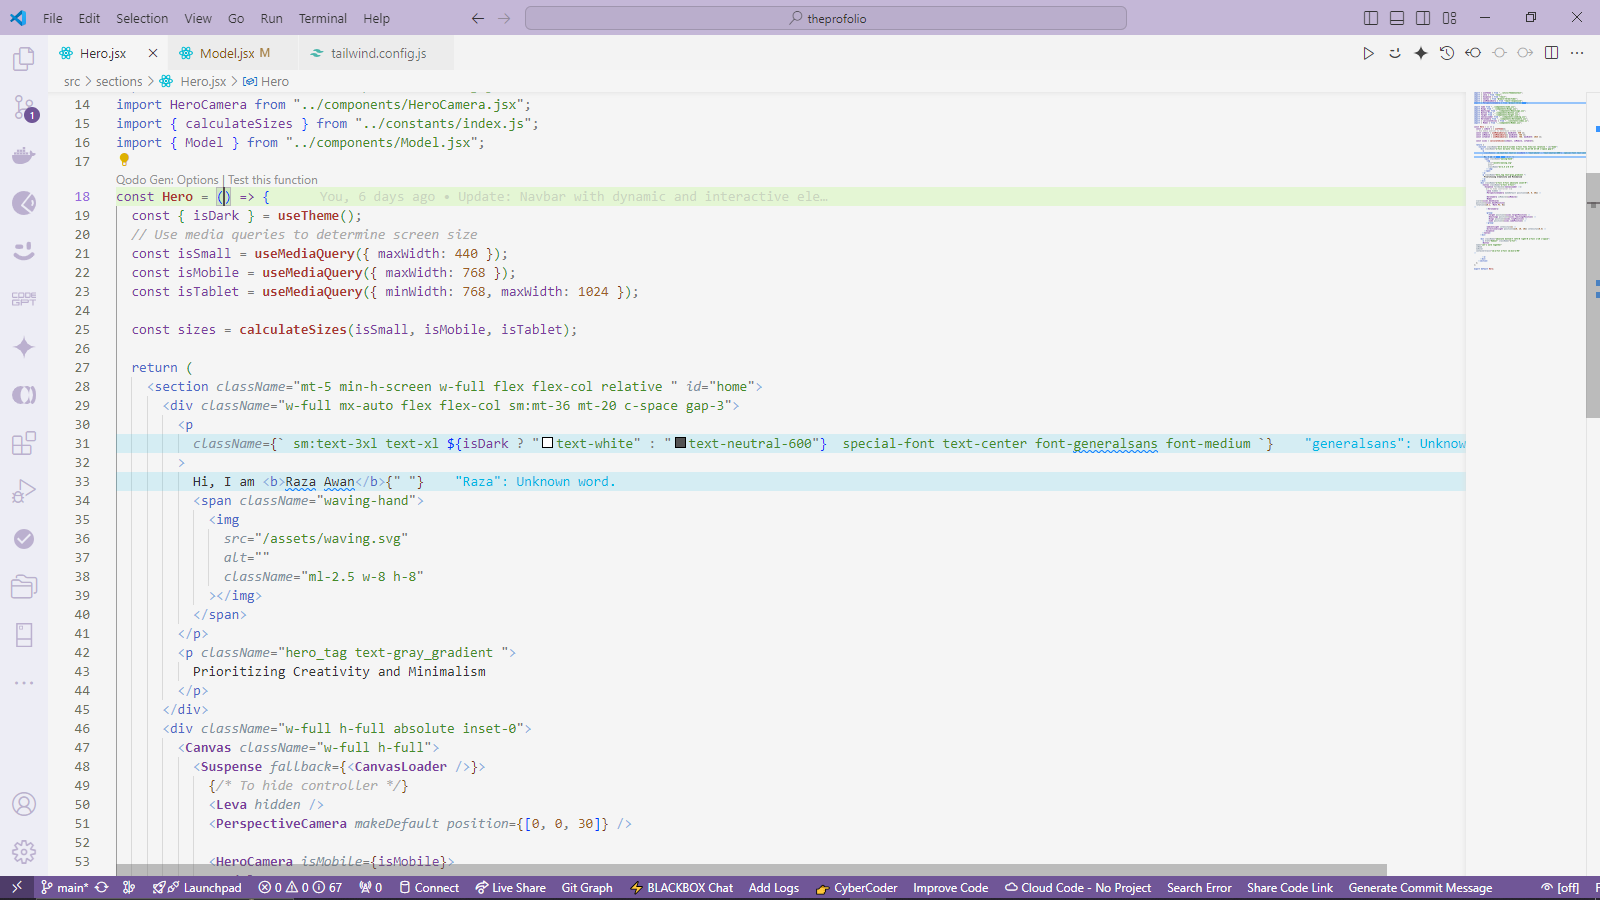 File Edit Selection View Go Run Terminal Help
theprofolio
Hero.jsx
Model.jsx M
tailwind.config.js
src > sections > Hero.jsx > Hero
1
CODE
GPT
14 import HeroCamera from "../components/HeroCamera.jsx";
15 import { calculateSizes } from "../constants/index.js";
16 import { Model } from "../components/Model.jsx";
17
Qodo Gen: Options | Test this function
18 const Hero = () => { You, 6 days ago • Update: Navbar with dynamic and interactive ele…
19 const { isDark } = useTheme();
20 // Use media queries to determine screen size
21 const isSmall = useMediaQuery({ maxWidth: 440 });
22 const isMobile = useMediaQuery({ maxWidth: 768 });
23 const isTablet = useMediaQuery({ minWidth: 768, maxWidth: 1024 });
24
25 const sizes = calculateSizes(isSmall, isMobile, isTablet);
26
27 return (
28 <section className="mt-5 min-h-screen w-full flex flex-col relative " id="home">
29 <div className="w-full mx-auto flex flex-col sm:mt-36 mt-20 c-space gap-3">
30 <p
31 className={` sm:text-3xl text-xl ${isDark ? "text-white" : "text-neutral-600"} special-font text-center font-generalsans font-medium `} "generalsans": Unknow
32 >
33 Hi, I am <b>Raza Awan</b>{" "} "Raza": Unknown word.
34 <span className="waving-hand">
35 <img
36 src="/assets/waving.svg"
37 alt=""
38 className="ml-2.5 w-8 h-8"
39 ></img>
40 </span>
41 </p>
42 <p className="hero_tag text-gray_gradient ">
43 Prioritizing Creativity and Minimalism
44 </p>
45 </div>
46 <div className="w-full h-full absolute inset-0">
47 <Canvas className="w-full h-full">
48 <Suspense fallback={<CanvasLoader />}>
49 {/* To hide controller */}
50 <Leva hidden />
51 <PerspectiveCamera makeDefault position={[0, 0, 30]} />
52
53 <HeroCamera isMobile={isMobile}>
main* Launchpad 0 0 67 0 Connect Live Share Git Graph BLACKBOX Chat Add Logs CyberCoder Improve Code Cloud Code - No Project Search Error Share Code Link Generate Commit Message [off]